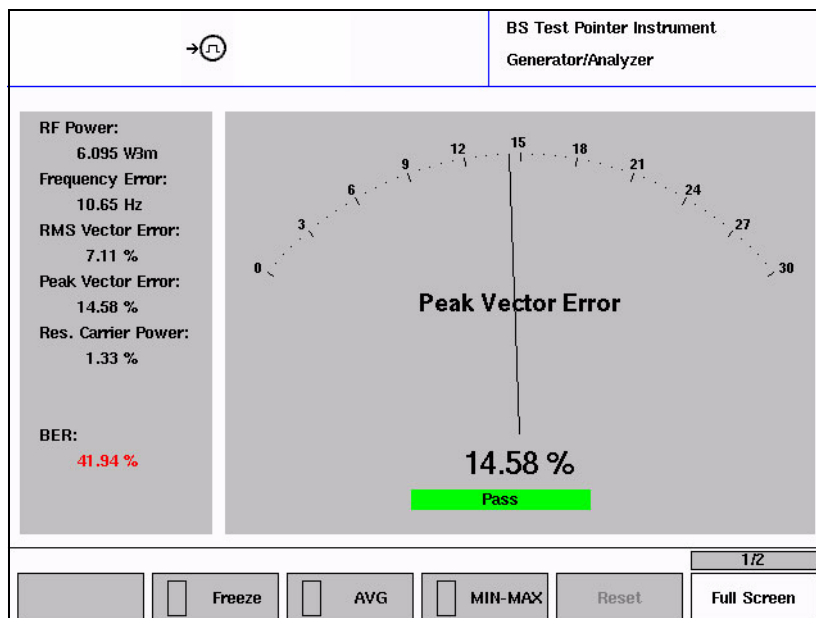 BS Test Pointer Instrument
Generator/Analyzer
RF Power:
6.095 W3m
Frequency Error:
10.65 Hz
RMS Vector Error:
7.11 %
Peak Vector Error:
14.58 %
Res. Carrier Power:
1.33 %
BER:
41.94 %
0 3 6 9 12 15 18 21 24 27 30
Peak Vector Error
14.58 %
Pass
1/2
Freeze AVG MIN-MAX Reset Full Screen